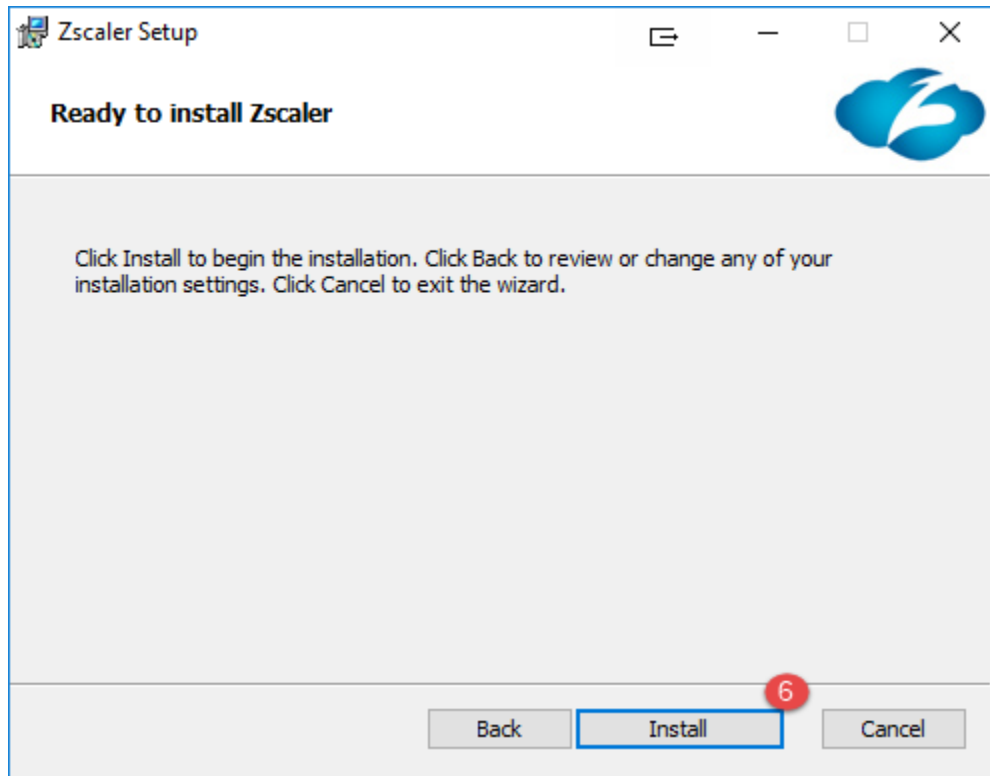 Zscaler Setup
Ready to install Zscaler
Click Install to begin the installation. Click Back to review or change any of your
installation settings. Click Cancel to exit the wizard.
6
Back Install Cancel